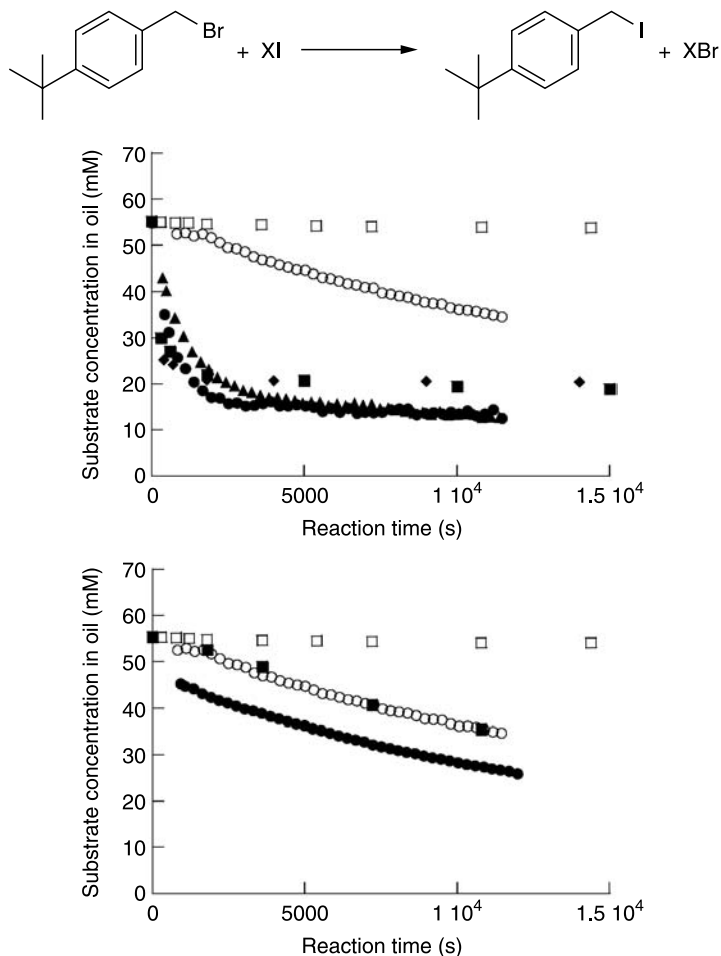 Br + XI I + XBr
70
60
50
40
30
20
10
0
Substrate concentration in oil (mM)
0 5000 1 10⁴ 1.5 10⁴
Reaction time (s)
70
60
50
40
30
20
10
0
Substrate concentration in oil (mM)
0 5000 1 10⁴ 1.5 10⁴
Reaction time (s)